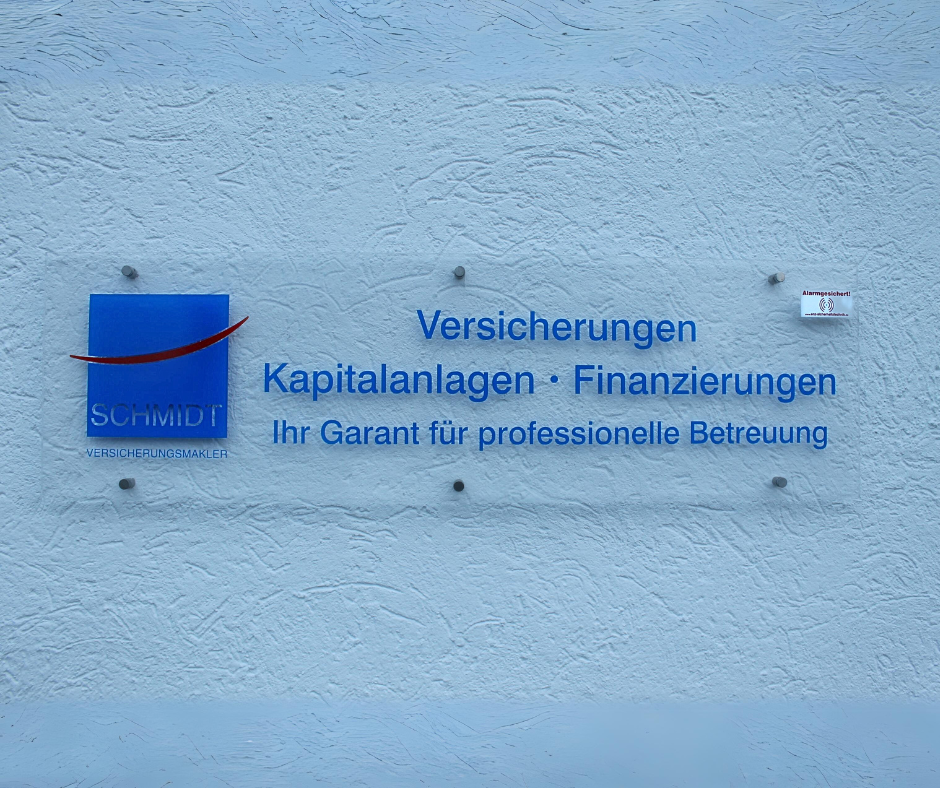 Alarmgesichert!
Versicherungen
Kapitalanlagen • Finanzierungen
Ihr Garant für professionelle Betreuung
SCHMIDT
VERSICHERUNGSMAKLER